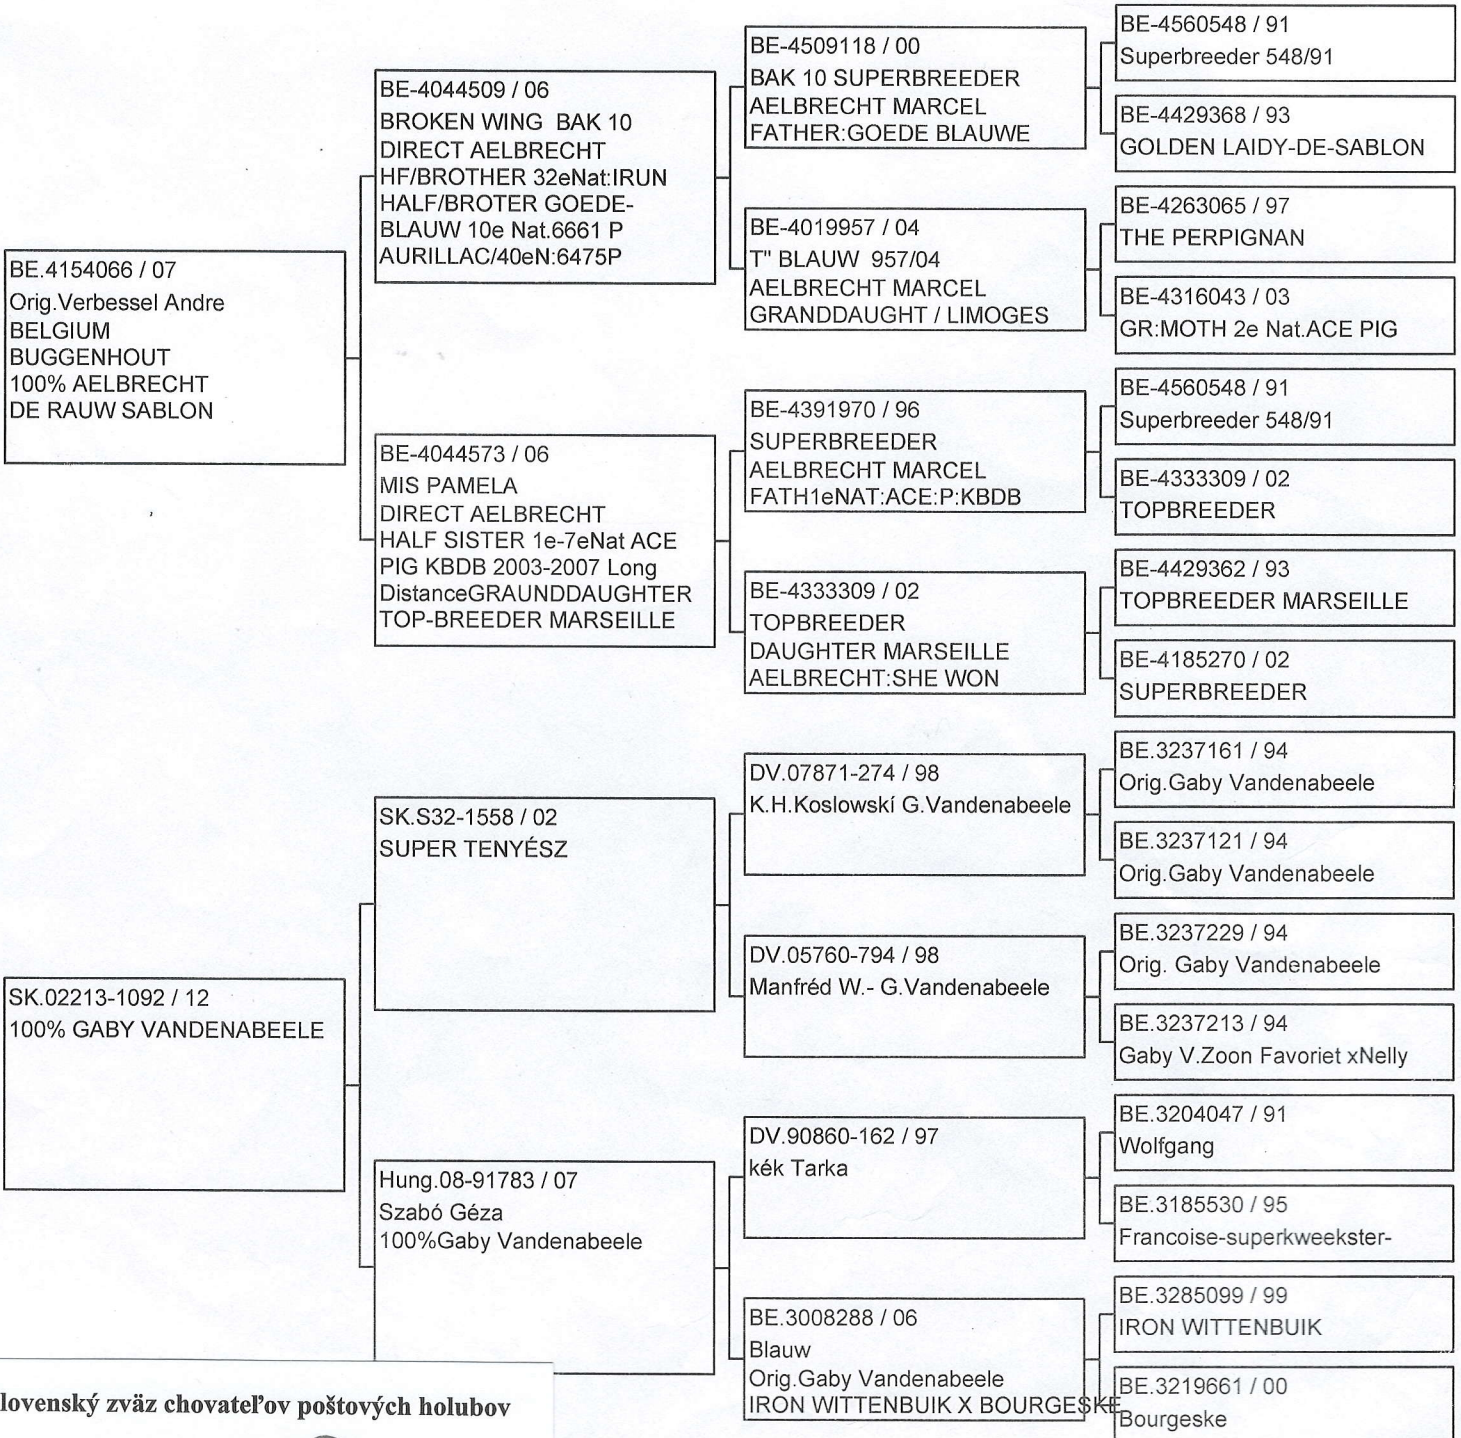 BE.4154066 / 07
Orig.Verbessel Andre
BELGIUM
BUGGENHOUT
100% AELBRECHT
DE RAUW SABLON
SK.02213-1092 / 12
100% GABY VANDENABEELE
BE-4044509 / 06
BROKEN WING BAK 10
DIRECT AELBRECHT
HF/BROTHER 32eNat:IRUN
HALF/BROTER GOEDE-
BLAUW 10e Nat.6661 P
AURILLAC/40eN:6475P
BE-4044573 / 06
MIS PAMELA
DIRECT AELBRECHT
HALF SISTER 1e-7eNat ACE
PIG KBDB 2003-2007 Long
DistanceGRAUNDDAUGHTER
TOP-BREEDER MARSEILLE
SK.S32-1558 / 02
SUPER TENYÉSZ
Hung.08-91783 / 07
Szabó Géza
100%Gaby Vandenabeele
BE-4509118 / 00
BAK 10 SUPERBREEDER
AELBRECHT MARCEL
FATHER:GOEDE BLAUWE
BE-4019957 / 04
T" BLAUW 957/04
AELBRECHT MARCEL
GRANDDAUGHT / LIMOGES
BE-4391970 / 96
SUPERBREEDER
AELBRECHT MARCEL
FATH1eNAT:ACE:P:KBDB
BE-4333309 / 02
TOPBREEDER
DAUGHTER MARSEILLE
AELBRECHT:SHE WON
DV.07871-274 / 98
K.H.Koslowskí G.Vandenabeele
DV.05760-794 / 98
Manfréd W.- G.Vandenabeele
DV.90860-162 / 97
kék Tarka
BE.3008288 / 06
Blauw
Orig.Gaby Vandenabeele
IRON WITTENBUIK X BOURGESKE
BE-4560548 / 91
Superbreeder 548/91
BE-4429368 / 93
GOLDEN LAIDY-DE-SABLON
BE-4263065 / 97
THE PERPIGNAN
BE-4316043 / 03
GR:MOTH 2e Nat.ACE PIG
BE-4560548 / 91
Superbreeder 548/91
BE-4333309 / 02
TOPBREEDER
BE-4429362 / 93
TOPBREEDER MARSEILLE
BE-4185270 / 02
SUPERBREEDER
BE.3237161 / 94
Orig.Gaby Vandenabeele
BE.3237121 / 94
Orig.Gaby Vandenabeele
BE.3237229 / 94
Orig. Gaby Vandenabeele
BE.3237213 / 94
Gaby V.Zoon Favoriet xNelly
BE.3204047 / 91
Wolfgang
BE.3185530 / 95
Francoise-superkweekster-
BE.3285099 / 99
IRON WITTENBUIK
BE.3219661 / 00
Bourgeske
lovenský zväz chovateľov poštových holubov